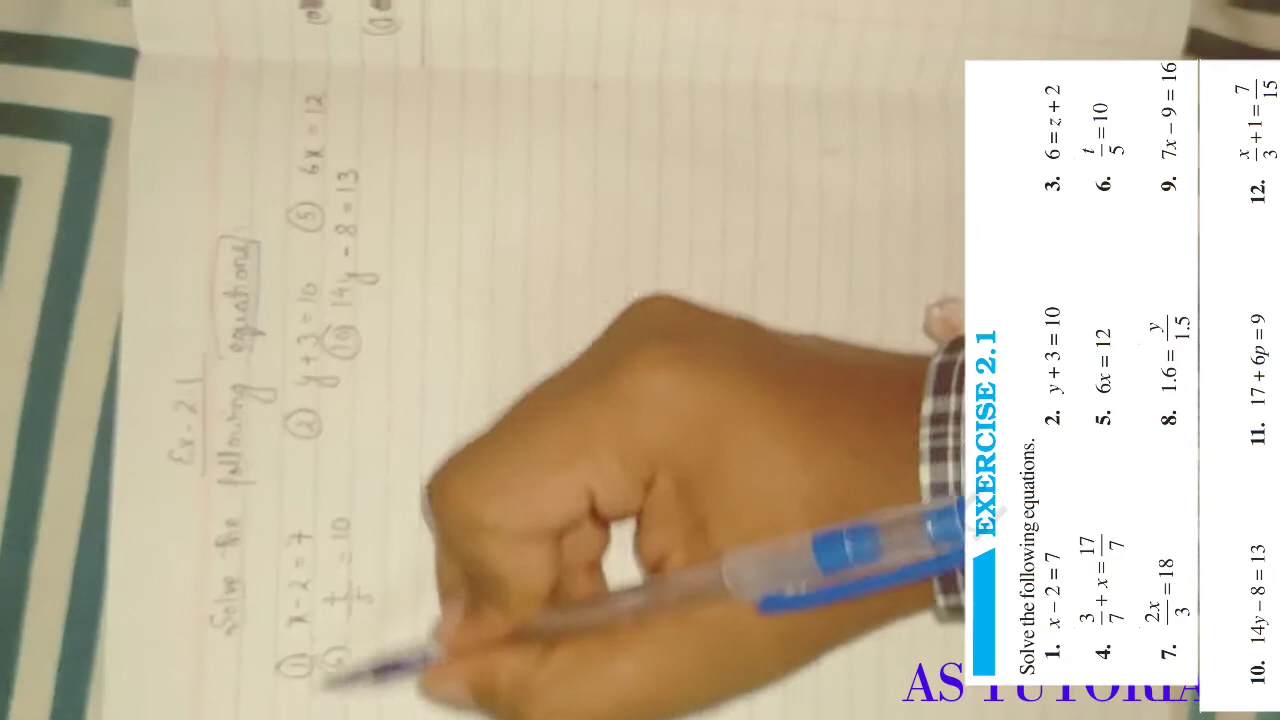 Ex-2.1
Solve the following equations
① x-2=7 ② y+3=10 ⑤ 6x=12
⑥ t/5=10 ⑩ 14y-8=13
EXERCISE 2.1
Solve the following equations.
1. x – 2 = 7 2. y + 3 = 10 3. 6 = z + 2
4. 3/7 + x = 17/7 5. 6x = 12 6. t/5 = 10
7. 2x/3 = 18 8. 1.6 = y/1.5 9. 7x – 9 = 16
10. 14y – 8 = 13 11. 17 + 6p = 9 12. x/3 + 1 = 7/15
AS TUTORIA